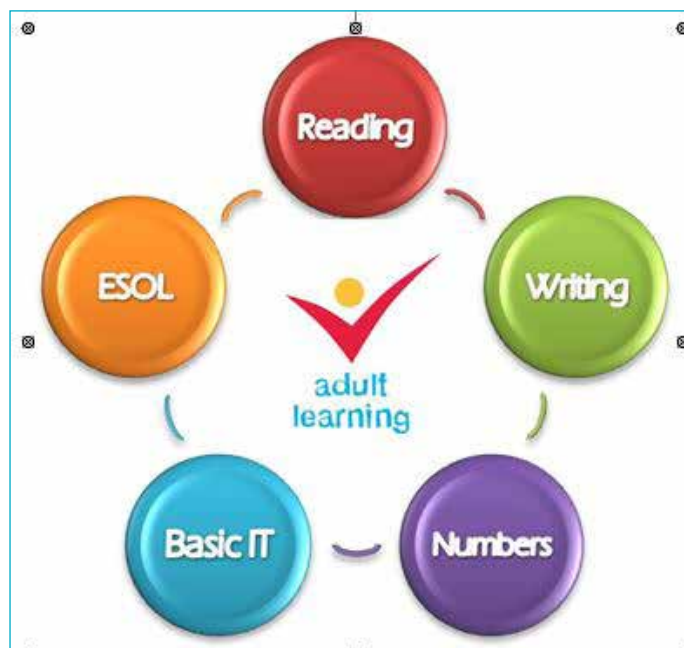 Reading
ESOL
Writing
adult
learning
Basic IT
Numbers